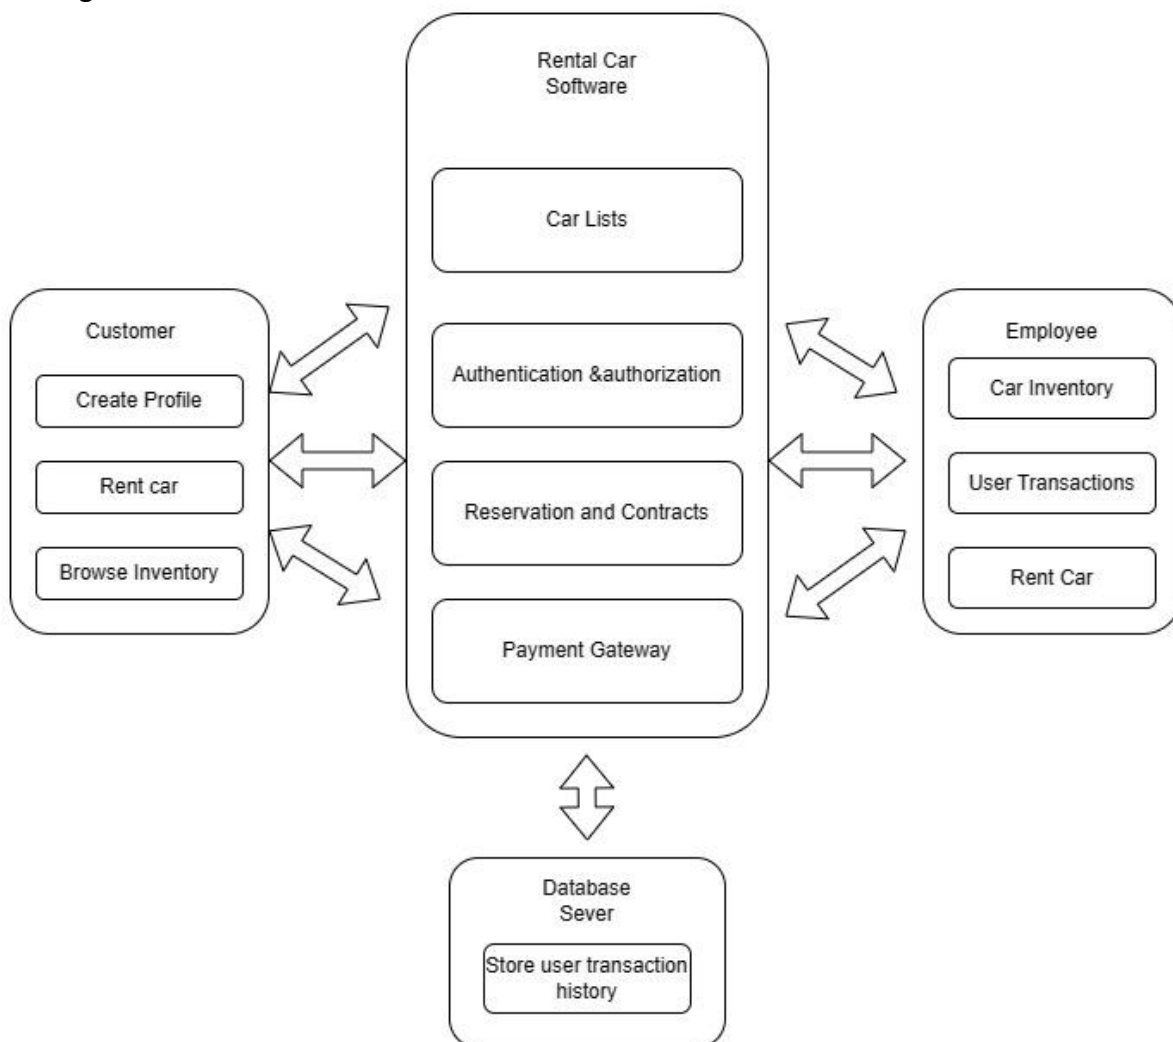 Rental Car
Software
Car Lists
Authentication &authorization
Reservation and Contracts
Payment Gateway
Customer
Create Profile
Rent car
Browse Inventory
Employee
Car Inventory
User Transactions
Rent Car
Database
Sever
Store user transaction
history